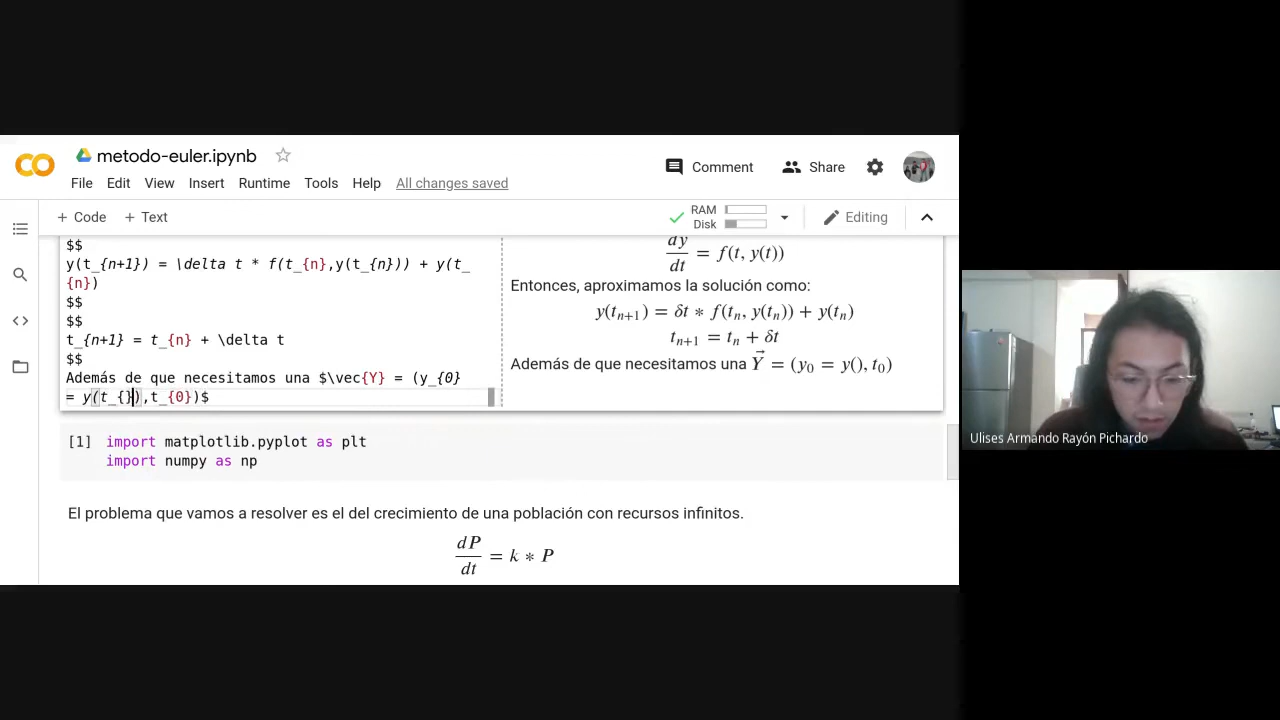 metodo-euler.ipynb
Comment
Share
File Edit View Insert Runtime Tools Help All changes saved
+ Code + Text
RAM
Disk
Editing
$$
y(t_{n+1}) = \delta t * f(t_{n},y(t_{n})) + y(t_
{n})
$$
$$
t_{n+1} = t_{n} + \delta t
$$
Además de que necesitamos una $\vec{Y} = (y_{0}
= y(t_{}),t_{0})$
dy/dt = f(t, y(t))
Entonces, aproximamos la solución como:
y(tₙ₊₁) = δt * f(tₙ, y(tₙ)) + y(tₙ)
tₙ₊₁ = tₙ + δt
Además de que necesitamos una Y⃗ = (y₀ = y(), t₀)
[1] import matplotlib.pyplot as plt
import numpy as np
El problema que vamos a resolver es el del crecimiento de una población con recursos infinitos.
dP/dt = k * P
Ulises Armando Rayón Pichardo